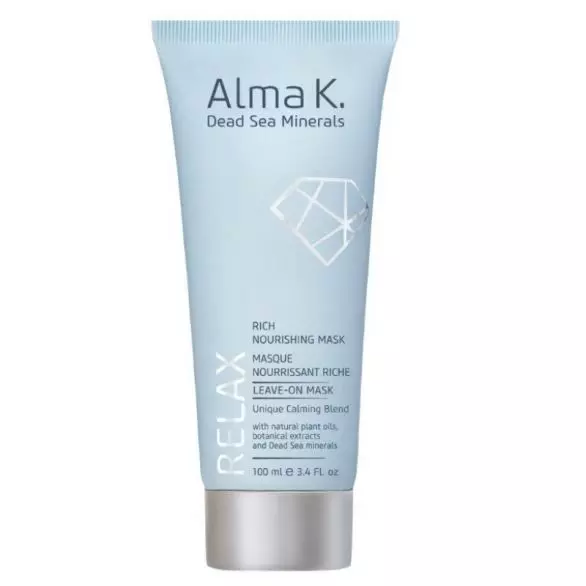 Alma K.
Dead Sea Minerals
RICH
NOURISHING MASK
MASQUE
NOURRISSANT RICHE
LEAVE-ON MASK
Unique Calming Blend
with natural plant oils,
botanical extracts
and Dead Sea minerals
100 ml e 3.4 FL oz
RELAX